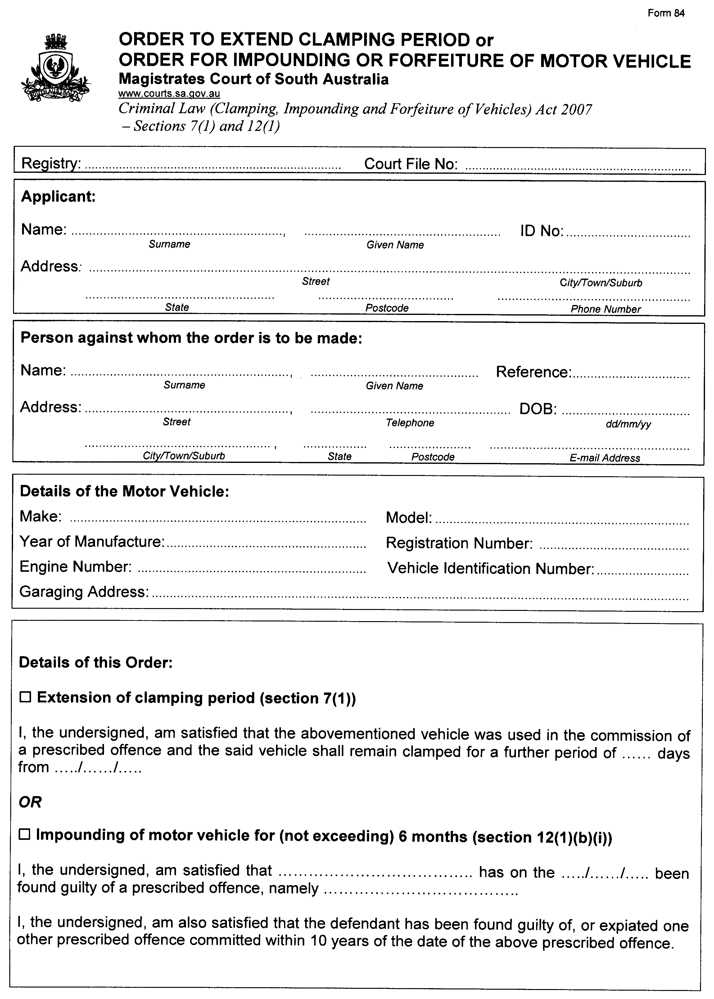 Form 84
ORDER TO EXTEND CLAMPING PERIOD or
ORDER FOR IMPOUNDING OR FORFEITURE OF MOTOR VEHICLE
Magistrates Court of South Australia
www.courts.sa.gov.au
Criminal Law (Clamping, Impounding and Forfeiture of Vehicles) Act 2007
– Sections 7(1) and 12(1)
SOUTH AUSTRALIA
Registry: ........................................ Court File No: ........................................
Applicant:
Name: ........................................, ........................................ ID No:..............................
Surname Given Name
Address: ................................................................................
Street City/Town/Suburb
........................................ .............................. ........................................
State Postcode Phone Number
Person against whom the order is to be made:
Name: ........................................, ........................................ Reference:..............................
Surname Given Name
Address: ........................................, ........................................ DOB: ..............................
Street Telephone dd/mm/yy
........................................, .................. .................. ........................................
City/Town/Suburb State Postcode E-mail Address
Details of the Motor Vehicle:
Make: ........................................ Model: ........................................
Year of Manufacture:........................................ Registration Number: ..............................
Engine Number: ........................................ Vehicle Identification Number:....................
Garaging Address: ................................................................................
Details of this Order:
☐ Extension of clamping period (section 7(1))
I, the undersigned, am satisfied that the abovementioned vehicle was used in the commission of
a prescribed offence and the said vehicle shall remain clamped for a further period of ...... days
from ...../....../.....
OR
☐ Impounding of motor vehicle for (not exceeding) 6 months (section 12(1)(b)(i))
I, the undersigned, am satisfied that ...................................... has on the ...../....../..... been
found guilty of a prescribed offence, namely ......................................
I, the undersigned, am also satisfied that the defendant has been found guilty of, or expiated one
other prescribed offence committed within 10 years of the date of the above prescribed offence.